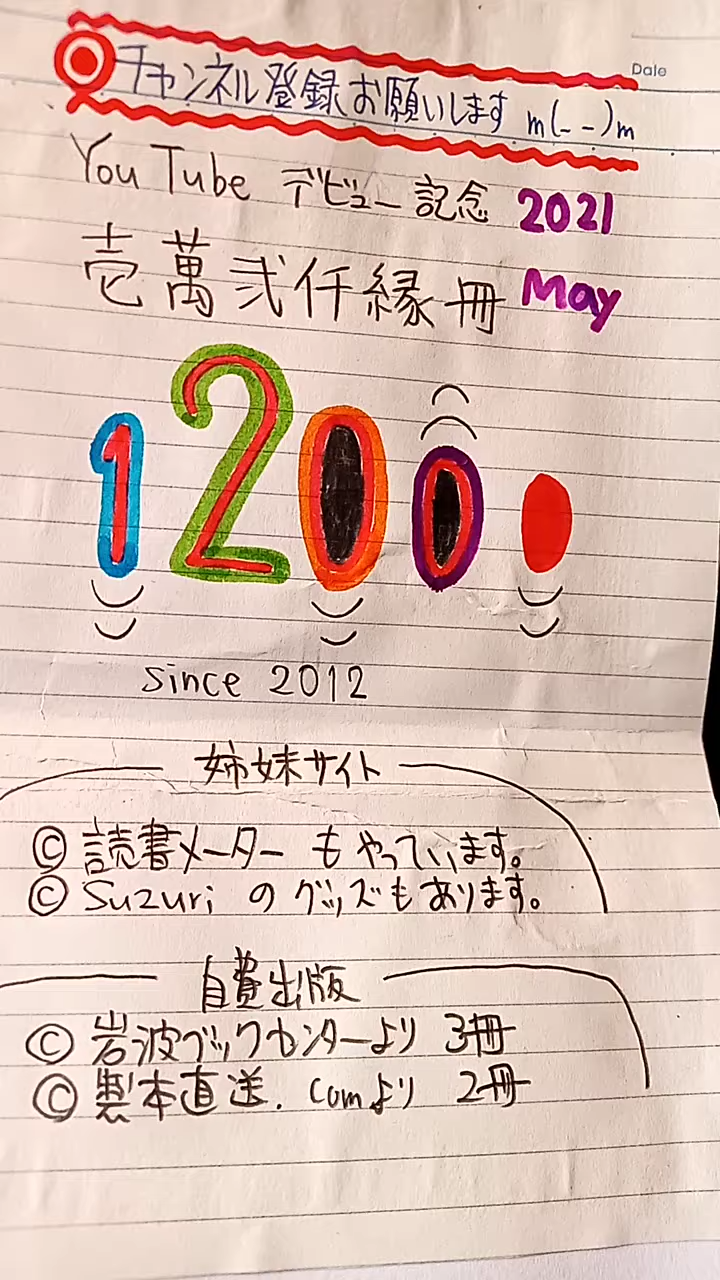 Date
チャンネル登録お願いします m(- -)m
YouTube デビュー記念 2021
壱萬弐仟縁冊 May
1200
since 2012
姉妹サイト
© 読書メーターもやっています。
© Suzuri のグッズもあります。
自費出版
© 岩波ブックセンターより 3冊
© 製本直送.comより 2冊